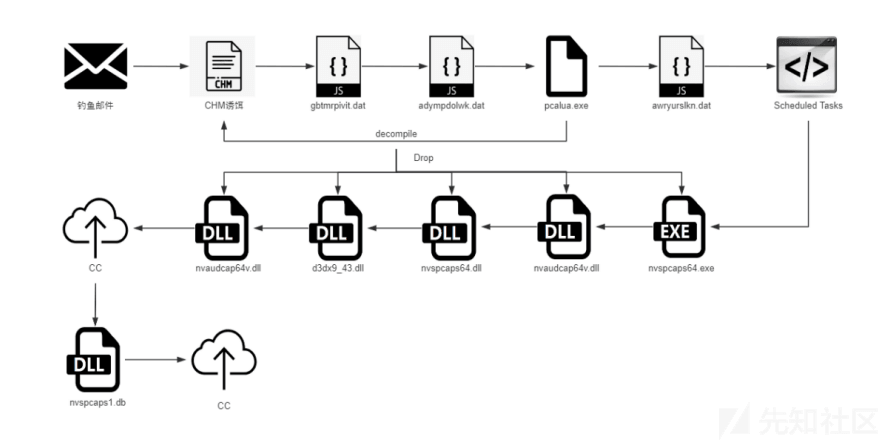 CHM
JS
JS
JS
钓鱼邮件
CHM诱饵
gbtmrpivit.dat
adympdolwk.dat
pcalua.exe
awryurslkn.dat
Scheduled Tasks
decompile
Drop
DLL
DLL
DLL
DLL
EXE
CC
nvaudcap64v.dll
d3dx9_43.dll
nvspcaps64.dll
nvaudcap64v.dll
nvspcaps64.exe
DLL
nvspcaps1.db
CC
先知社区